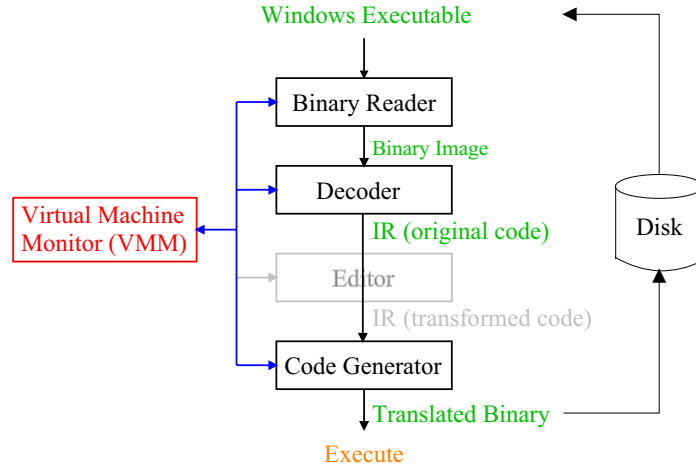 Windows Executable
Binary Reader
Binary Image
Decoder
Virtual Machine
Monitor (VMM)
IR (original code)
Disk
Editor
IR (transformed code)
Code Generator
Translated Binary
Execute